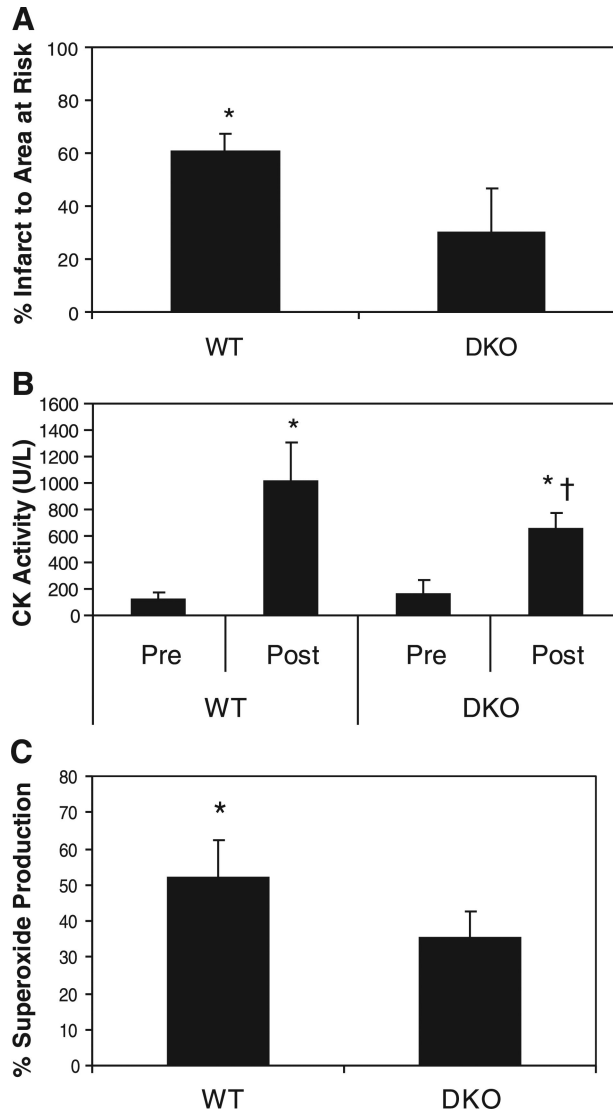 A
% Infarct to Area at Risk
100
80
60
40
20
0
*
WT
DKO
B
CK Activity (U/L)
1600
1400
1200
1000
800
600
400
200
0
*
* †
Pre
Post
Pre
Post
WT
DKO
C
% Superoxide Production
80
70
60
50
40
30
20
10
0
*
WT
DKO